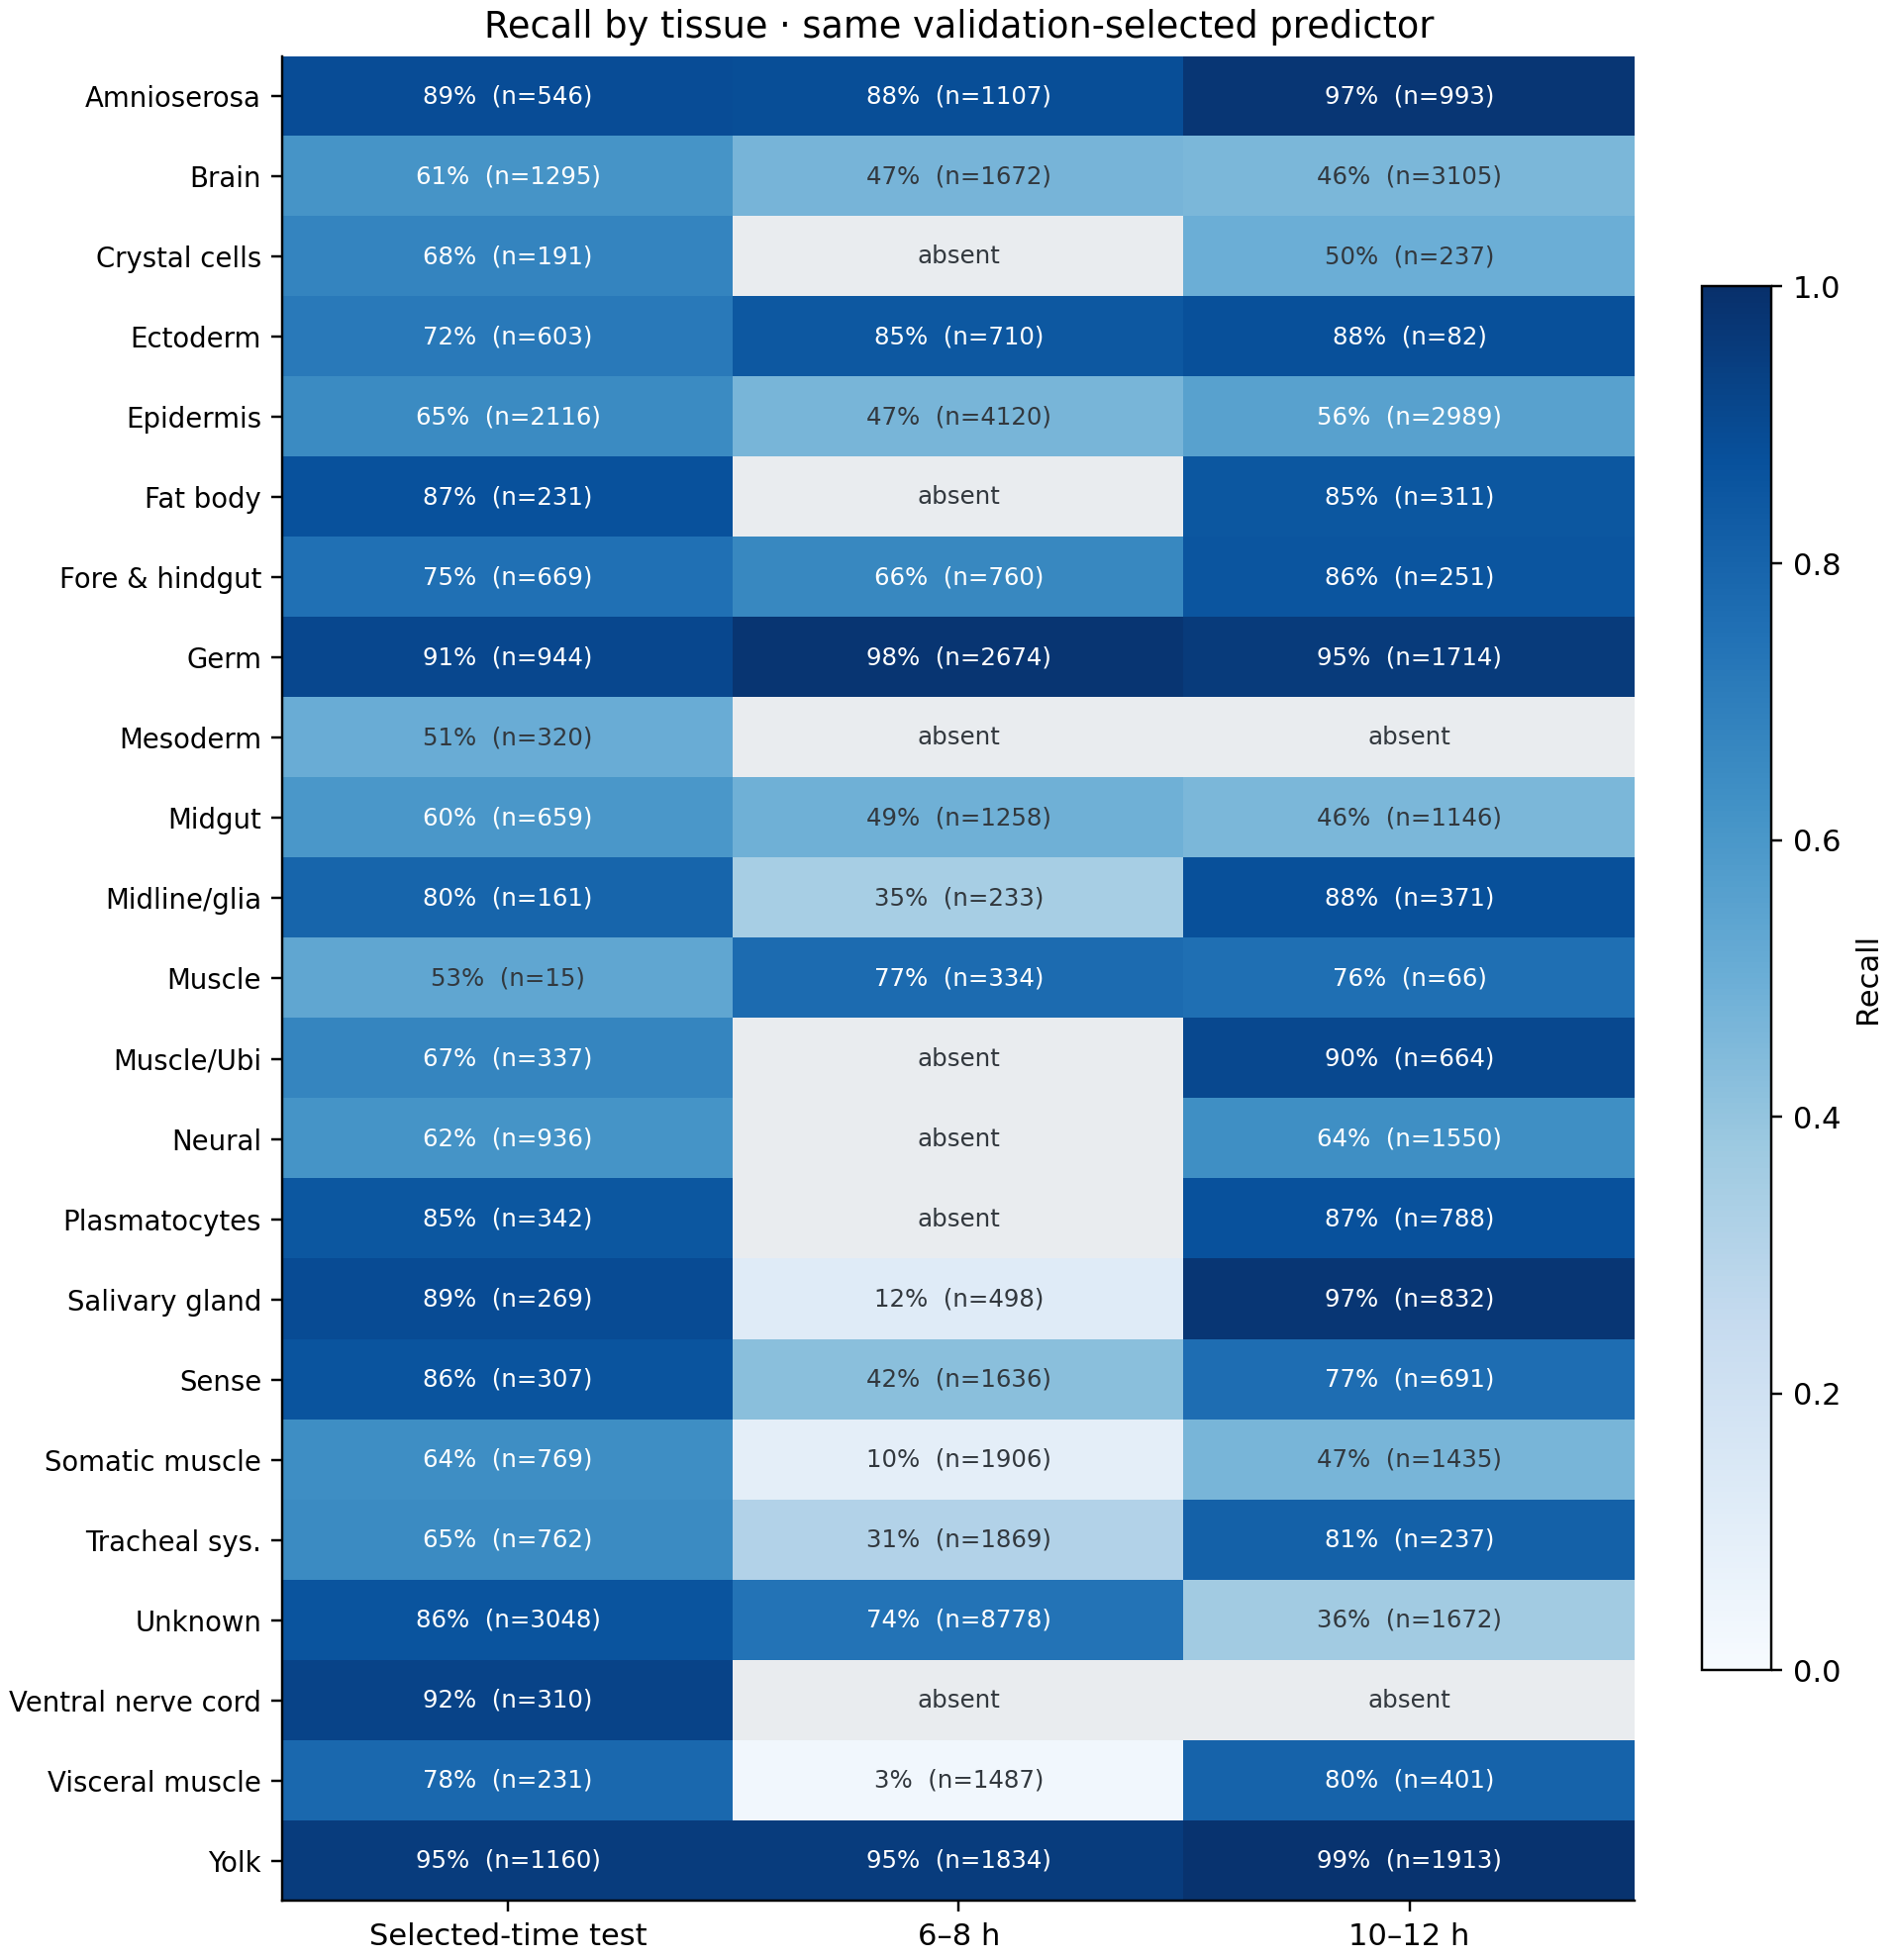 Recall by tissue · same validation-selected predictor
Amnioserosa 89% (n=546) 88% (n=1107) 97% (n=993)
Brain 61% (n=1295) 47% (n=1672) 46% (n=3105)
Crystal cells 68% (n=191) absent 50% (n=237)
Ectoderm 72% (n=603) 85% (n=710) 88% (n=82)
Epidermis 65% (n=2116) 47% (n=4120) 56% (n=2989)
Fat body 87% (n=231) absent 85% (n=311)
Fore & hindgut 75% (n=669) 66% (n=760) 86% (n=251)
Germ 91% (n=944) 98% (n=2674) 95% (n=1714)
Mesoderm 51% (n=320) absent absent
Midgut 60% (n=659) 49% (n=1258) 46% (n=1146)
Midline/glia 80% (n=161) 35% (n=233) 88% (n=371)
Muscle 53% (n=15) 77% (n=334) 76% (n=66)
Muscle/Ubi 67% (n=337) absent 90% (n=664)
Neural 62% (n=936) absent 64% (n=1550)
Plasmatocytes 85% (n=342) absent 87% (n=788)
Salivary gland 89% (n=269) 12% (n=498) 97% (n=832)
Sense 86% (n=307) 42% (n=1636) 77% (n=691)
Somatic muscle 64% (n=769) 10% (n=1906) 47% (n=1435)
Tracheal sys. 65% (n=762) 31% (n=1869) 81% (n=237)
Unknown 86% (n=3048) 74% (n=8778) 36% (n=1672)
Ventral nerve cord 92% (n=310) absent absent
Visceral muscle 78% (n=231) 3% (n=1487) 80% (n=401)
Yolk 95% (n=1160) 95% (n=1834) 99% (n=1913)
Selected-time test 6–8 h 10–12 h
1.0
0.8
0.6
0.4
0.2
0.0
Recall